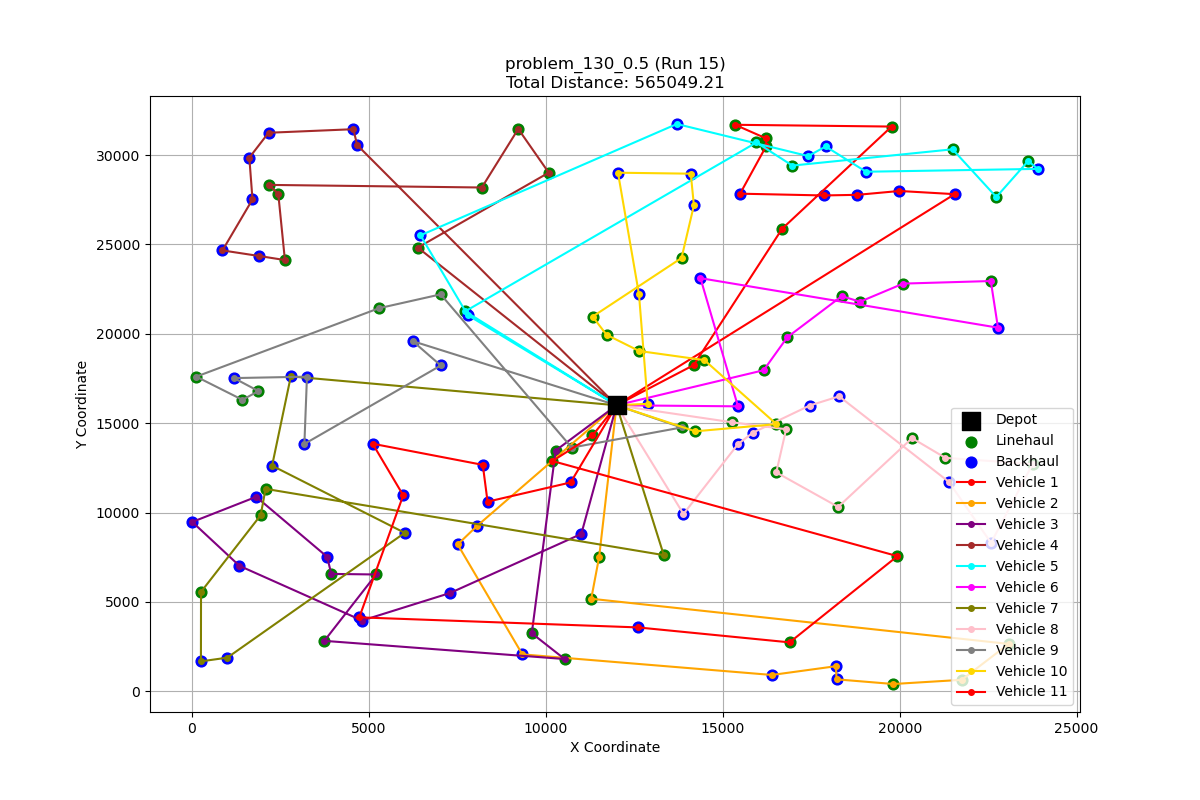 problem_130_0.5 (Run 15)
Total Distance: 565049.21
Y Coordinate
30000
25000
20000
15000
10000
5000
0
0
5000
10000
15000
20000
25000
X Coordinate
Depot
Linehaul
Backhaul
Vehicle 1
Vehicle 2
Vehicle 3
Vehicle 4
Vehicle 5
Vehicle 6
Vehicle 7
Vehicle 8
Vehicle 9
Vehicle 10
Vehicle 11